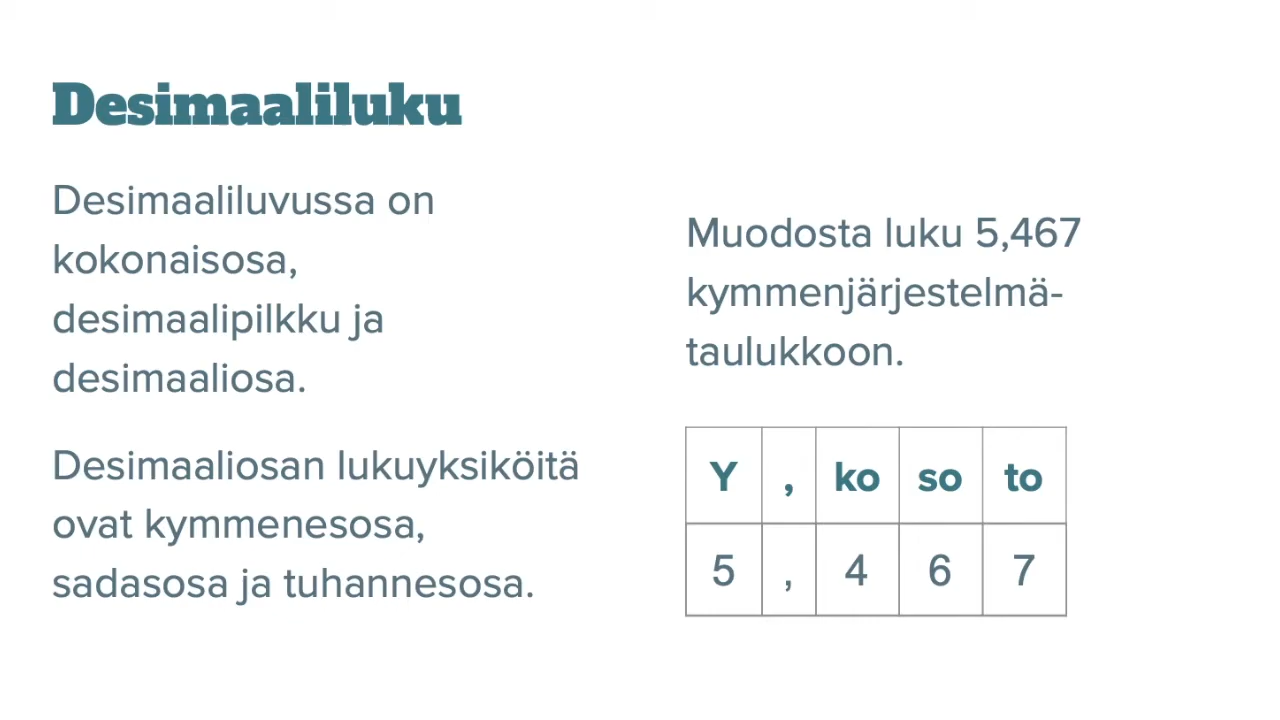 Desimaaliluku
Desimaaliluvussa on
kokonaisosa,
desimaalipilkku ja
desimaaliosa.
Desimaaliosan lukuyksiköitä
ovat kymmenesosa,
sadasosa ja tuhannesosa.
Muodosta luku 5,467
kymmenjärjestelmä-
taulukkoon.
Y , ko so to
5 , 4 6 7